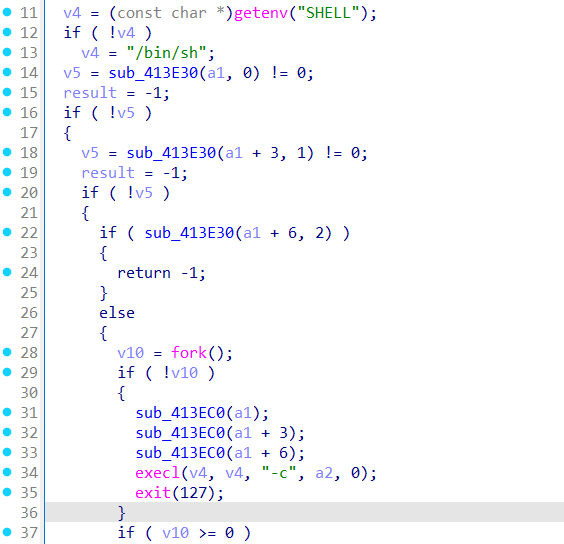 11 v4 = (const char *)getenv("SHELL");
12 if ( !v4 )
13 v4 = "/bin/sh";
14 v5 = sub_413E30(a1, 0) != 0;
15 result = -1;
16 if ( !v5 )
17 {
18 v5 = sub_413E30(a1 + 3, 1) != 0;
19 result = -1;
20 if ( !v5 )
21 {
22 if ( sub_413E30(a1 + 6, 2) )
23 {
24 return -1;
25 }
26 else
27 {
28 v10 = fork();
29 if ( !v10 )
30 {
31 sub_413EC0(a1);
32 sub_413EC0(a1 + 3);
33 sub_413EC0(a1 + 6);
34 execl(v4, v4, "-c", a2, 0);
35 exit(127);
36 }
37 if ( v10 >= 0 )